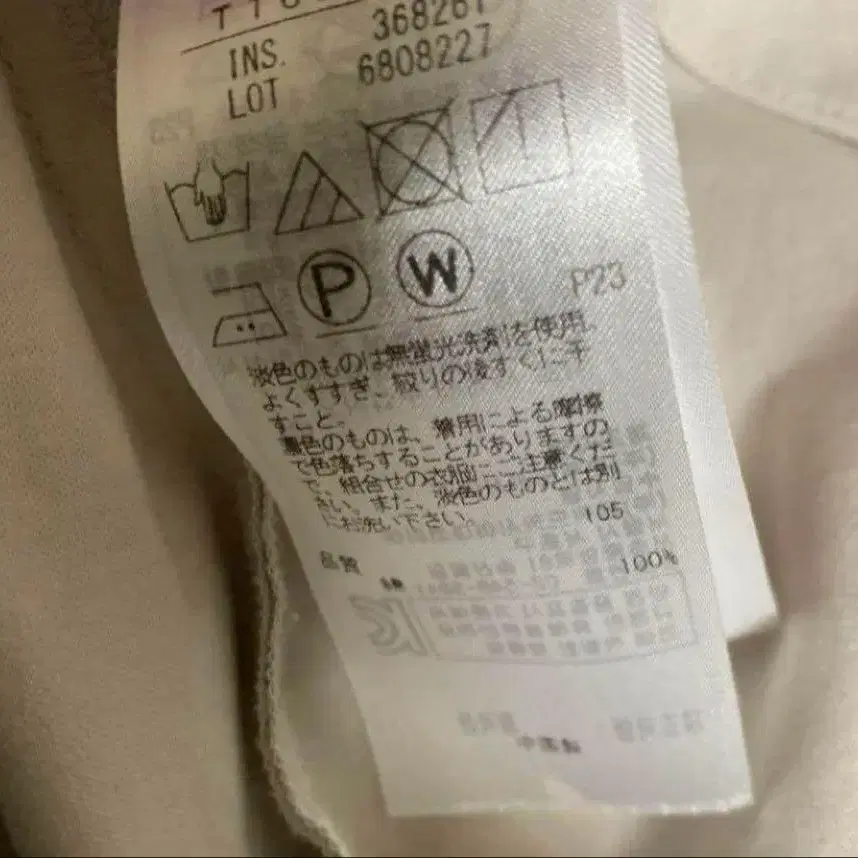 INS. 368261
LOT 6808227
P W
P23
淡色のものは無蛍光洗剤を使用、
よくすすぎ、絞りの後すぐに干
すこと。
濃色のものは、着用による摩擦
で色落ちすることがありますの
で、組合せの衣服にご注意くだ
さい。また、淡色のものとは別
にお洗い下さい。 105
品質
100%
中国製